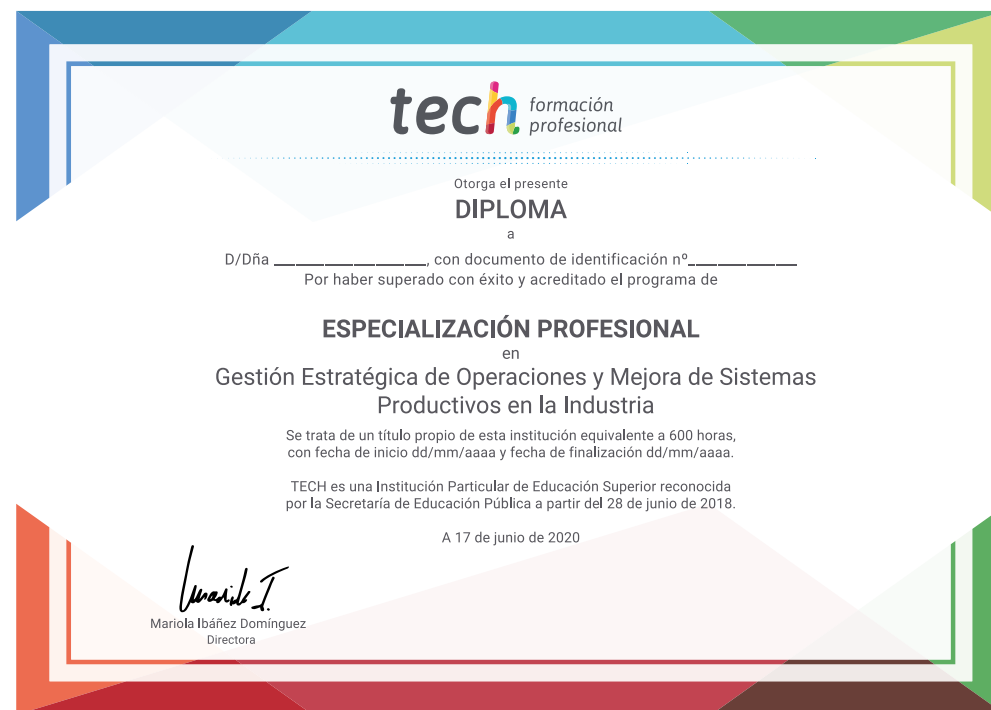 tech formación
profesional
Otorga el presente
DIPLOMA
a
D/Dña ____________________, con documento de identificación nº______________
Por haber superado con éxito y acreditado el programa de
ESPECIALIZACIÓN PROFESIONAL
en
Gestión Estratégica de Operaciones y Mejora de Sistemas
Productivos en la Industria
Se trata de un título propio de esta institución equivalente a 600 horas,
con fecha de inicio dd/mm/aaaa y fecha de finalización dd/mm/aaaa.
TECH es una Institución Particular de Educación Superior reconocida
por la Secretaría de Educación Pública a partir del 28 de junio de 2018.
A 17 de junio de 2020
Mariola Ibáñez Domínguez
Directora